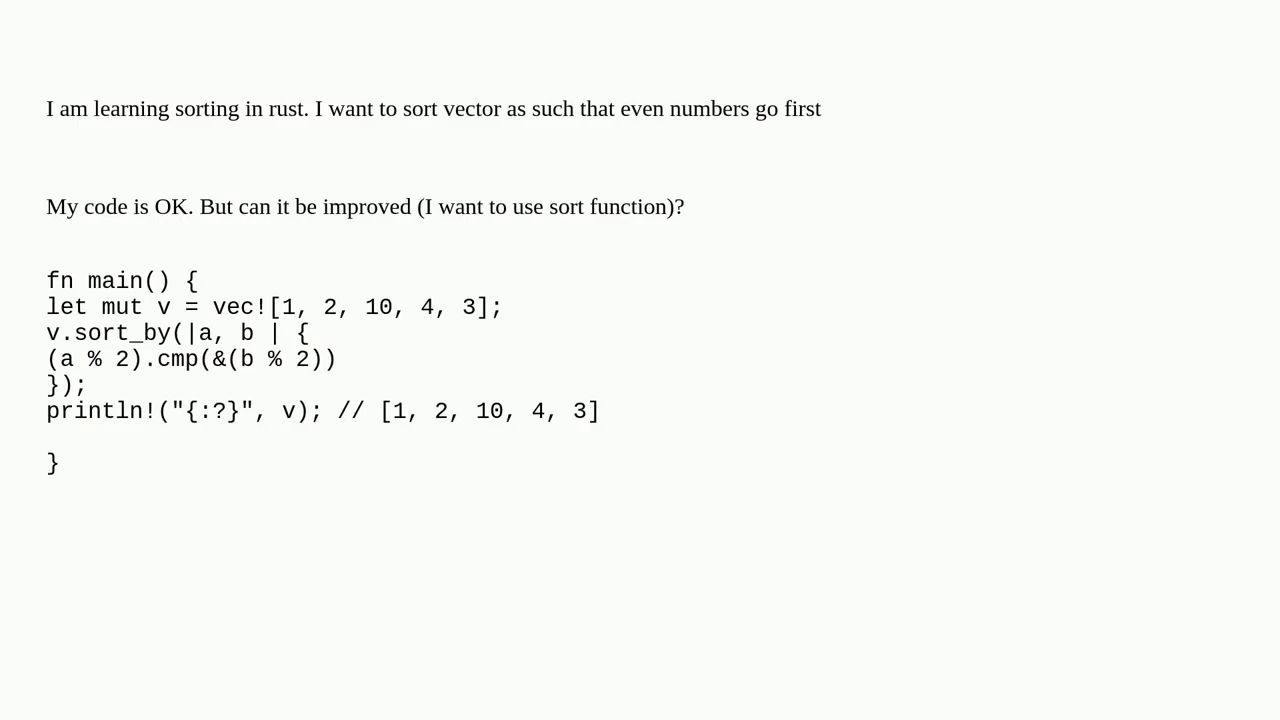 I am learning sorting in rust. I want to sort vector as such that even numbers go first
My code is OK. But can it be improved (I want to use sort function)?
fn main() {
let mut v = vec![1, 2, 10, 4, 3];
v.sort_by(|a, b | {
(a % 2).cmp(&(b % 2))
});
println!("{:?}", v); // [1, 2, 10, 4, 3]
}